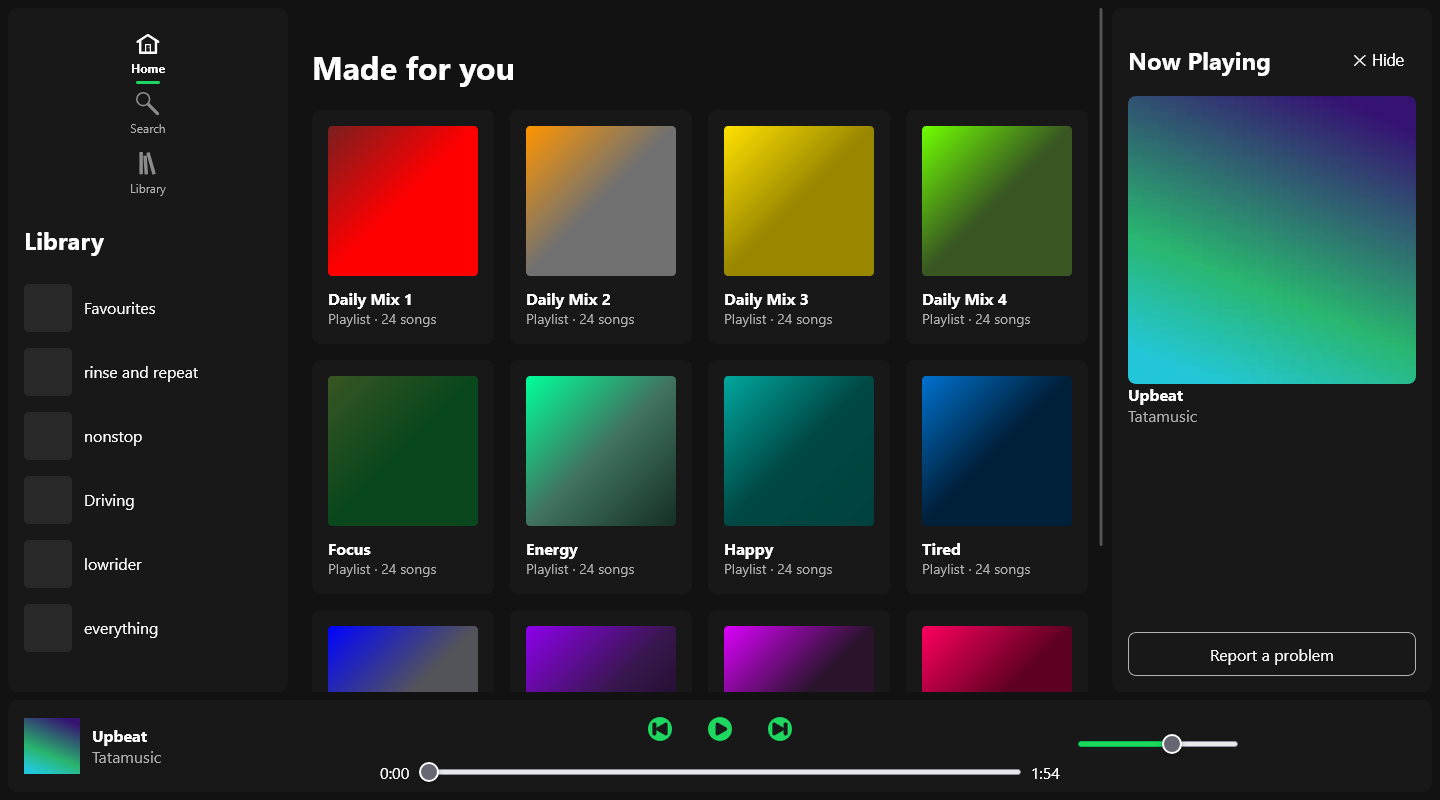 Home
Search
Library
Library
Favourites
rinse and repeat
nonstop
Driving
lowrider
everything
Made for you
Daily Mix 1
Playlist · 24 songs
Daily Mix 2
Playlist · 24 songs
Daily Mix 3
Playlist · 24 songs
Daily Mix 4
Playlist · 24 songs
Focus
Playlist · 24 songs
Energy
Playlist · 24 songs
Happy
Playlist · 24 songs
Tired
Playlist · 24 songs
Now Playing
Hide
Upbeat
Tatamusic
Report a problem
Upbeat
Tatamusic
0:00
1:54